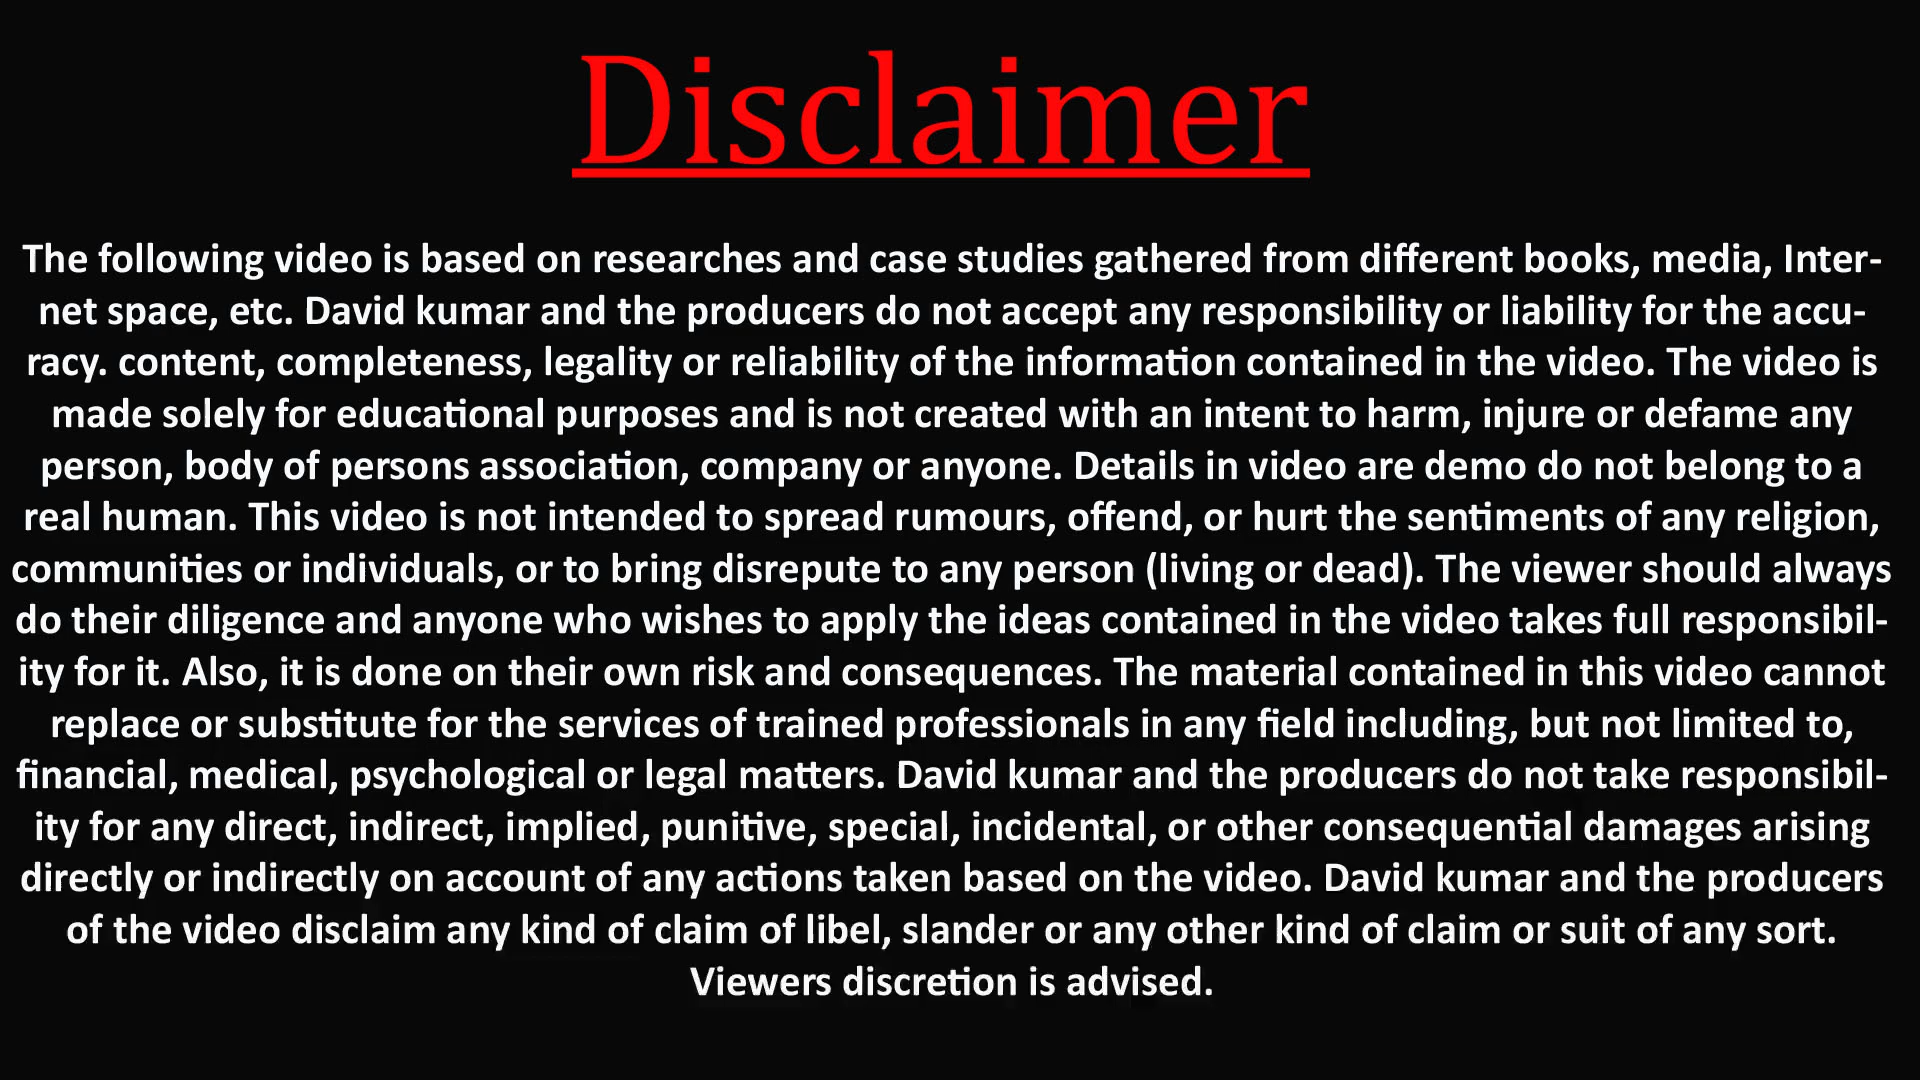 Disclaimer
The following video is based on researches and case studies gathered from different books, media, Inter-
net space, etc. David kumar and the producers do not accept any responsibility or liability for the accu-
racy. content, completeness, legality or reliability of the information contained in the video. The video is
made solely for educational purposes and is not created with an intent to harm, injure or defame any
person, body of persons association, company or anyone. Details in video are demo do not belong to a
real human. This video is not intended to spread rumours, offend, or hurt the sentiments of any religion,
communities or individuals, or to bring disrepute to any person (living or dead). The viewer should always
do their diligence and anyone who wishes to apply the ideas contained in the video takes full responsibil-
ity for it. Also, it is done on their own risk and consequences. The material contained in this video cannot
replace or substitute for the services of trained professionals in any field including, but not limited to,
financial, medical, psychological or legal matters. David kumar and the producers do not take responsibil-
ity for any direct, indirect, implied, punitive, special, incidental, or other consequential damages arising
directly or indirectly on account of any actions taken based on the video. David kumar and the producers
of the video disclaim any kind of claim of libel, slander or any other kind of claim or suit of any sort.
Viewers discretion is advised.